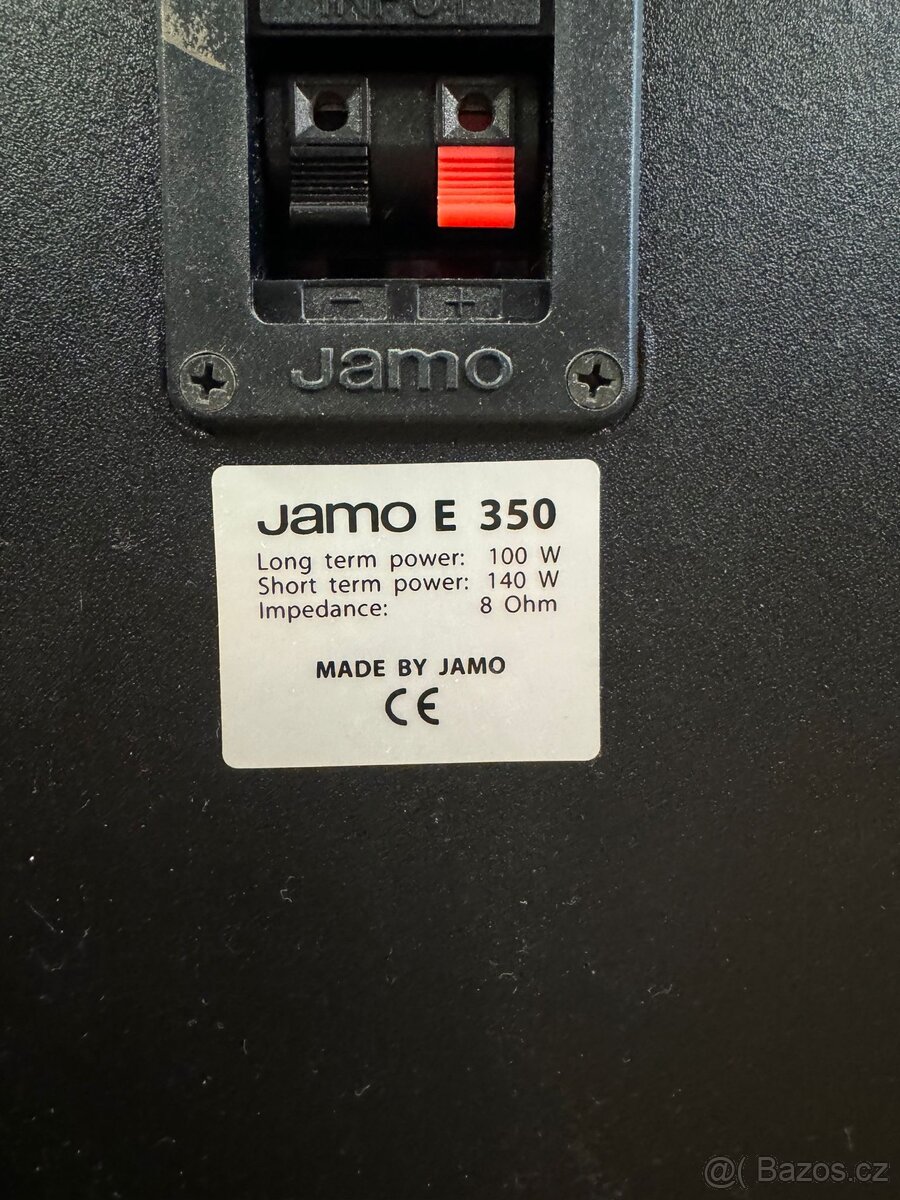 INPUT
- +
Jamo
Jamo E 350
Long term power: 100 W
Short term power: 140 W
Impedance: 8 Ohm
MADE BY JAMO
CE
@( Bazos.cz